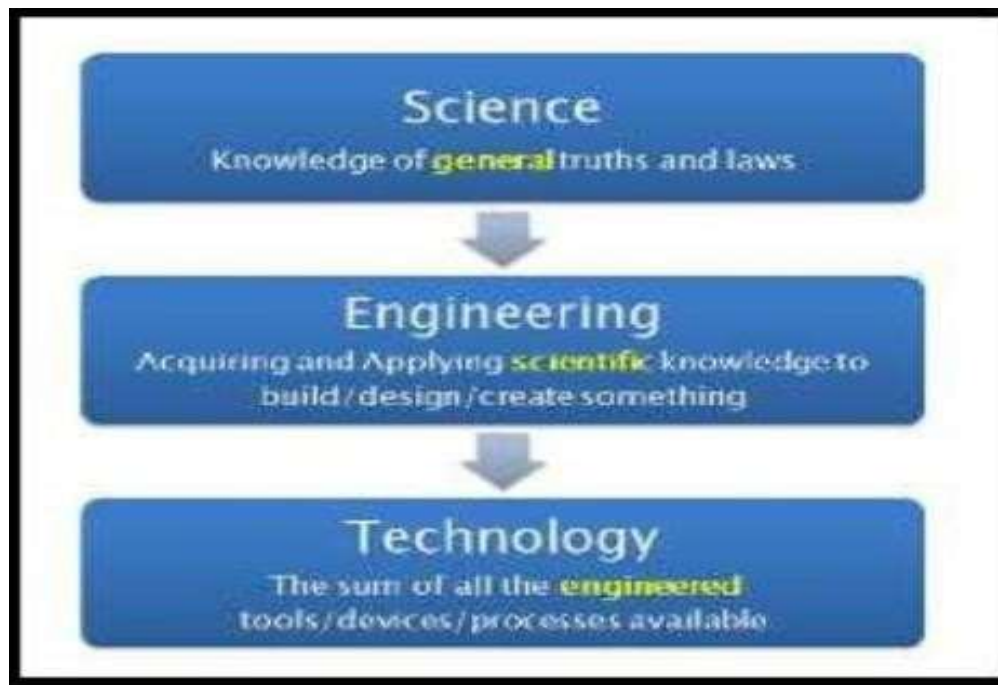 Science
Knowledge of general truths and laws
Engineering
Acquiring and Applying scientific knowledge to
build/design/create something
Technology
The sum of all the engineered
tools/devices/processes available